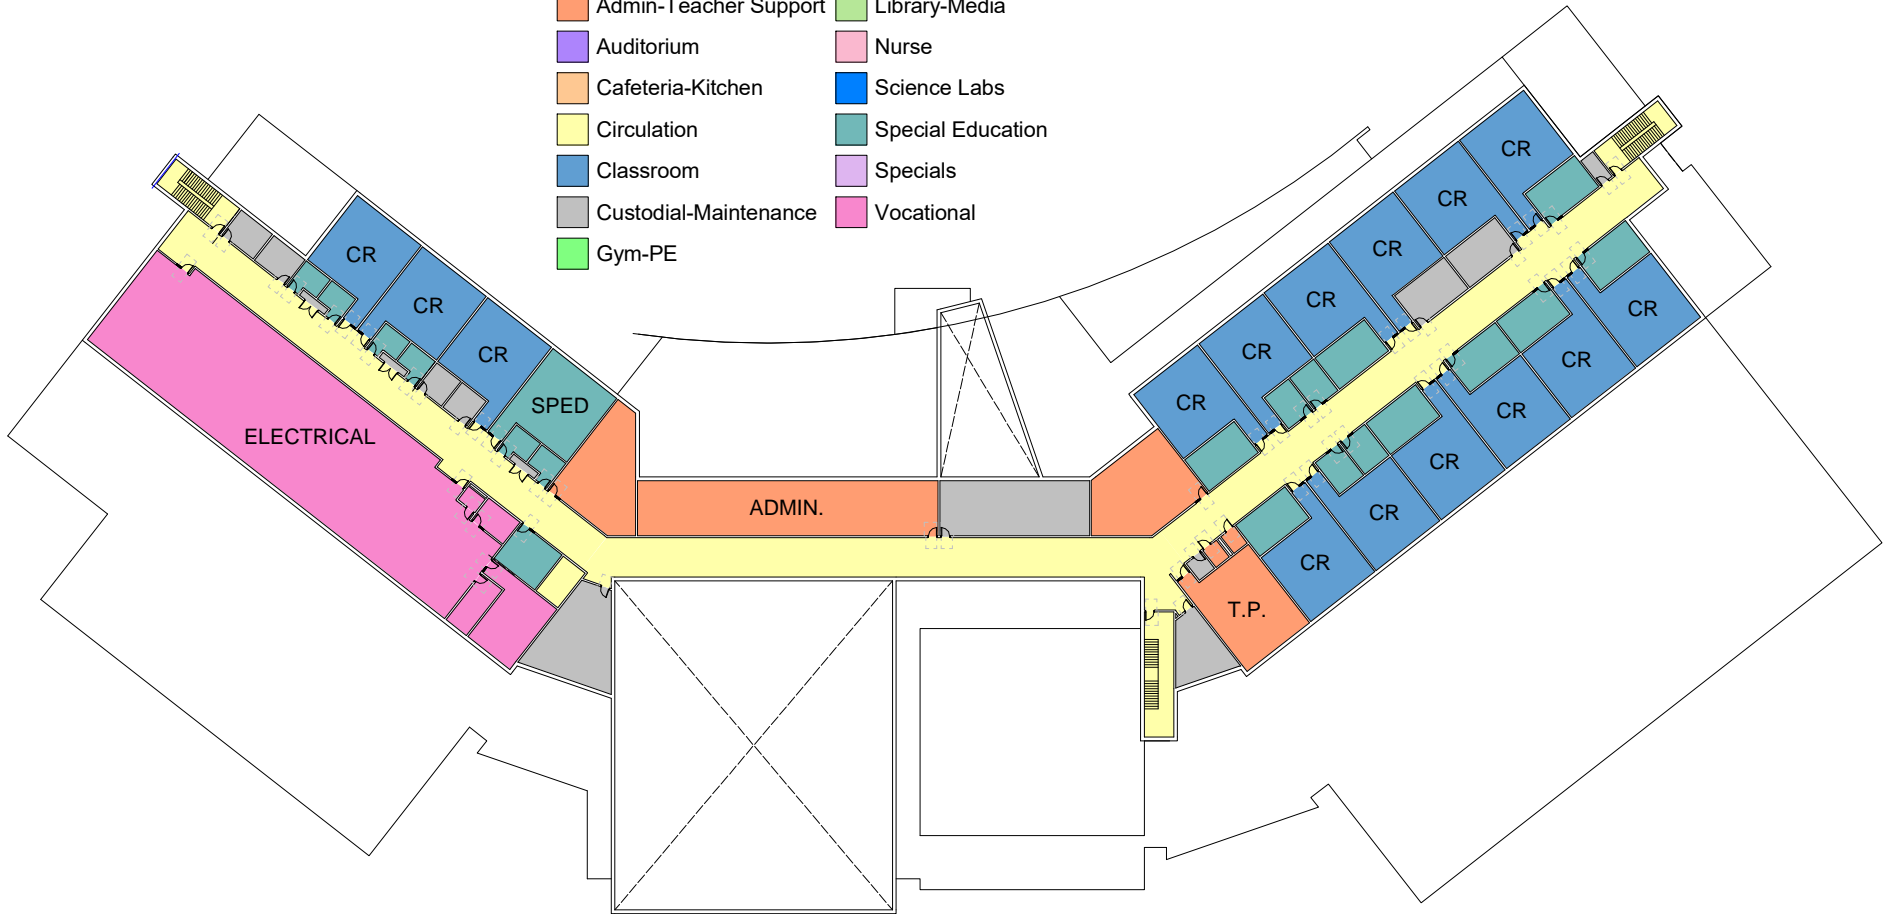 Admin-Teacher Support Library-Media
Auditorium Nurse
Cafeteria-Kitchen Science Labs
Circulation Special Education
Classroom Specials
Custodial-Maintenance Vocational
Gym-PE
CR
CR
CR
SPED
ELECTRICAL
ADMIN.
CR
CR
CR
CR
CR
CR
CR
CR
CR
CR
CR
CR
T.P.